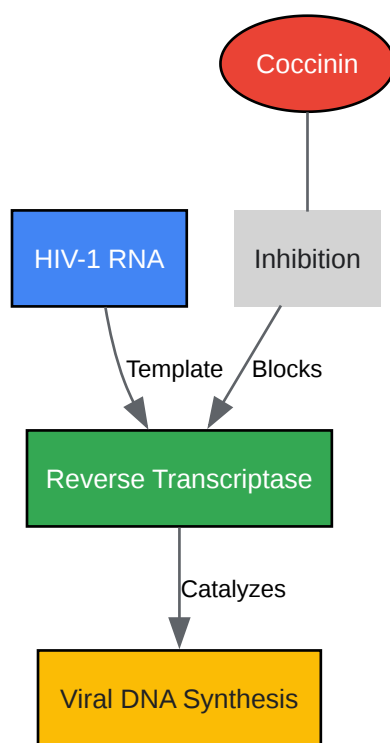 Coccinin
HIV-1 RNA
Inhibition
Template
Blocks
Reverse Transcriptase
Catalyzes
Viral DNA Synthesis